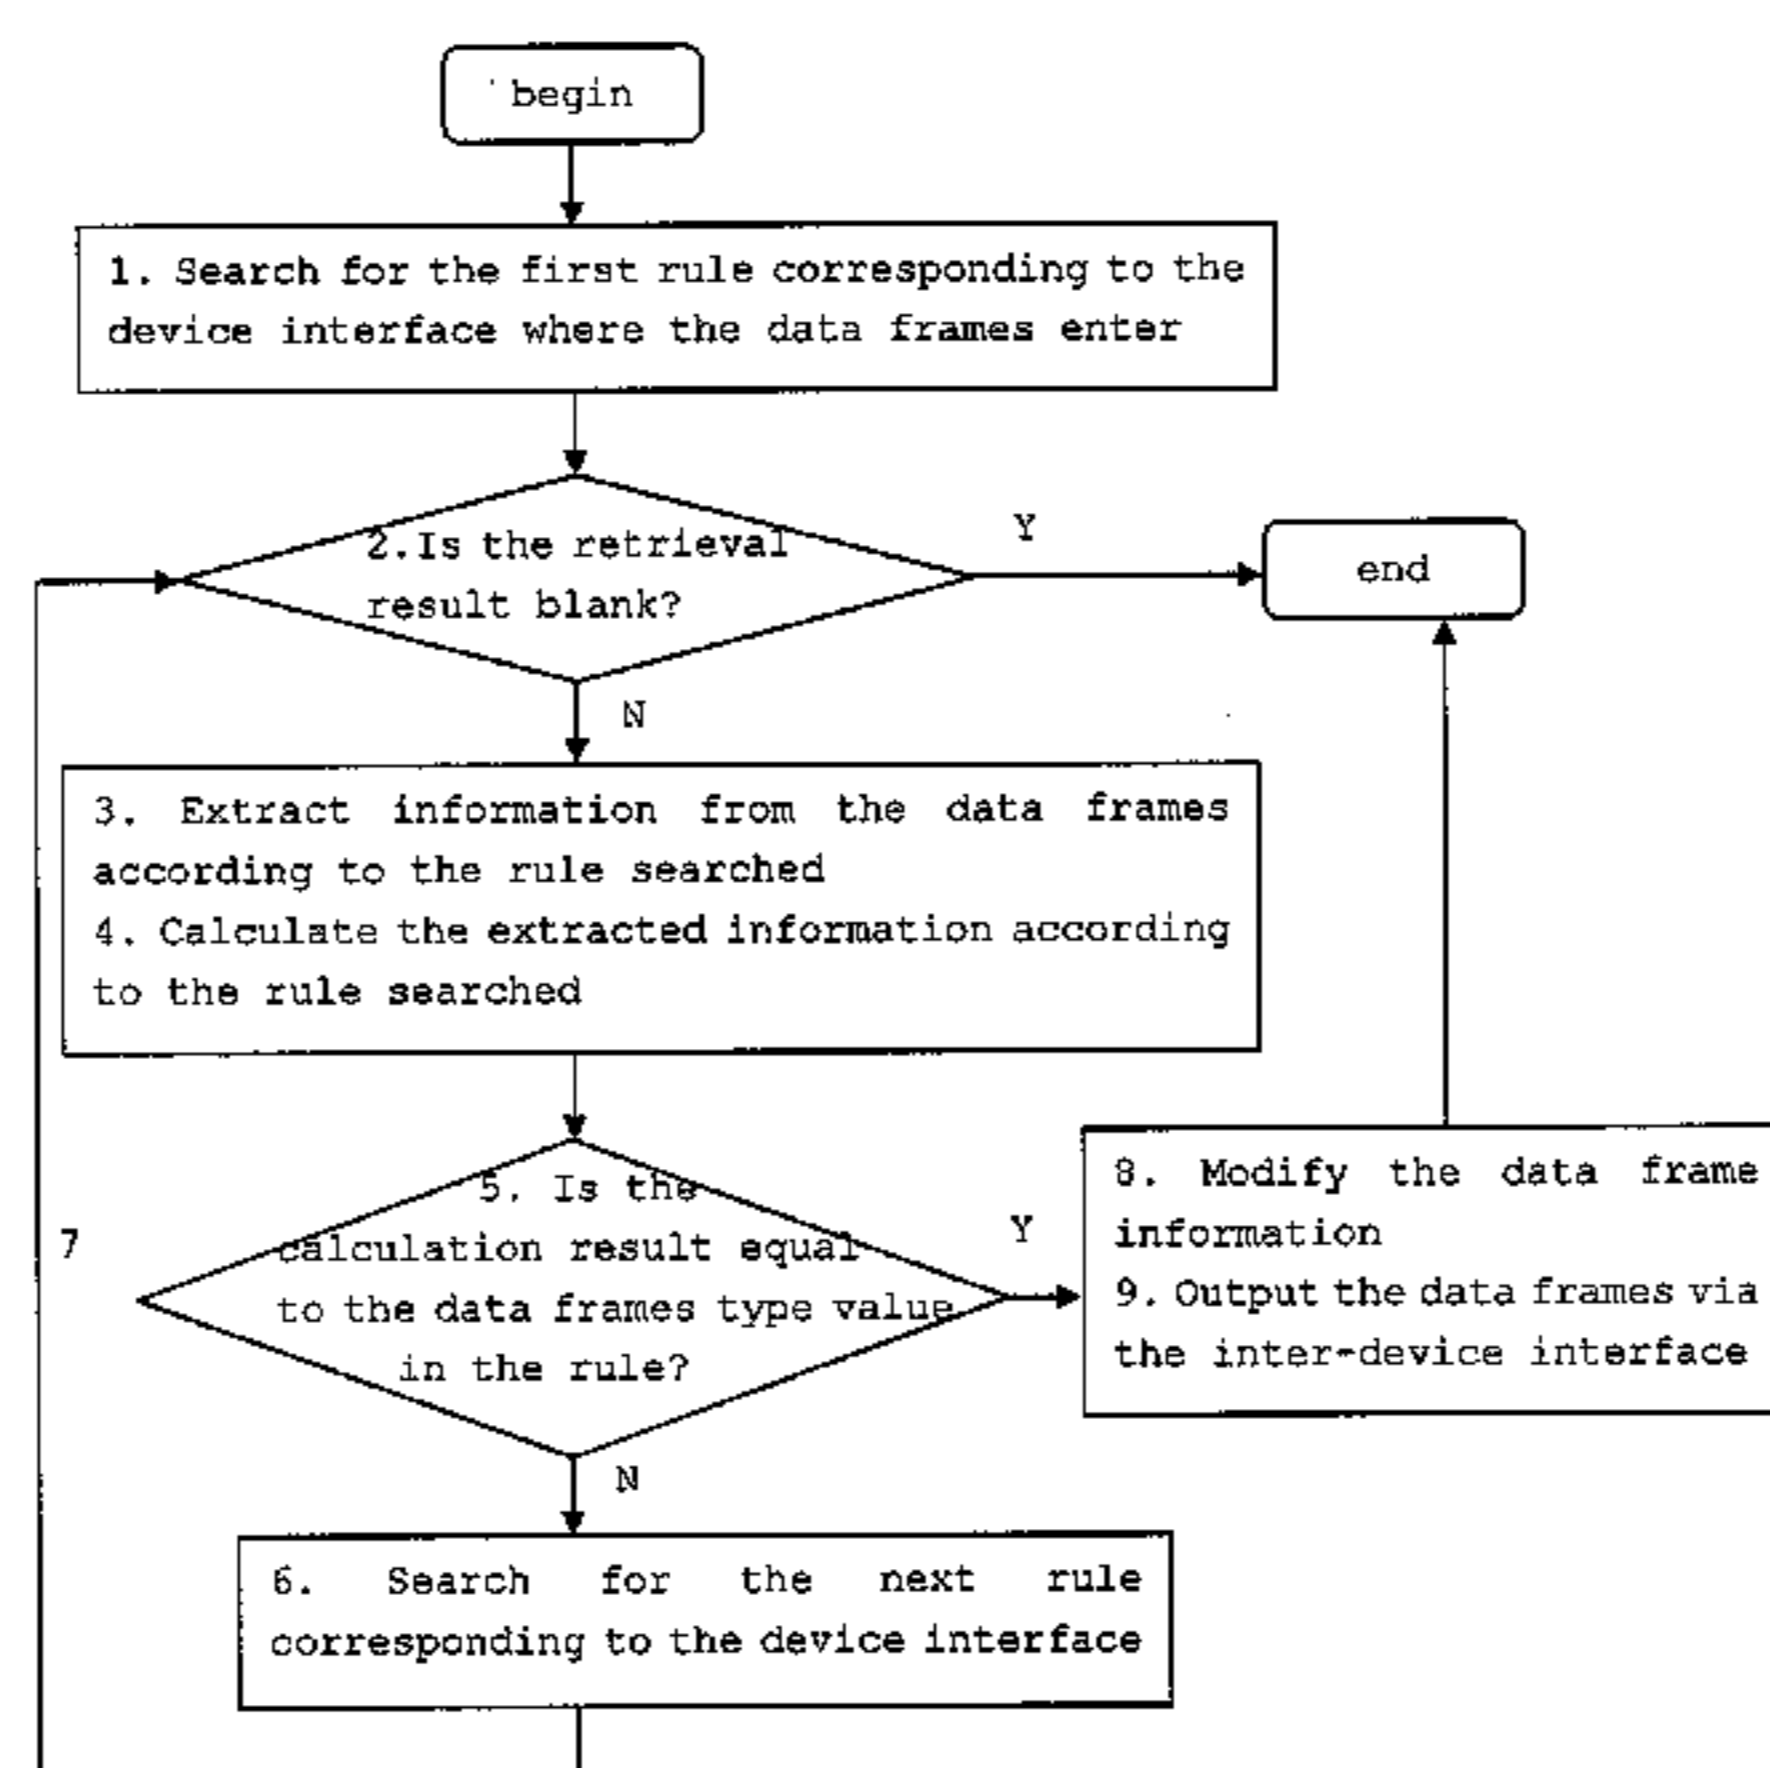 begin
1. Search for the first rule corresponding to the
device interface where the data frames enter
2.Is the retrieval
result blank?
Y
end
N
3. Extract information from the data frames
according to the rule searched
4. Calculate the extracted information according
to the rule searched
5. Is the
calculation result equal
to the data frames type value
in the rule?
7
Y
8. Modify the data frame
information
9. Output the data frames via
the inter-device interface
N
6. Search for the next rule
corresponding to the device interface